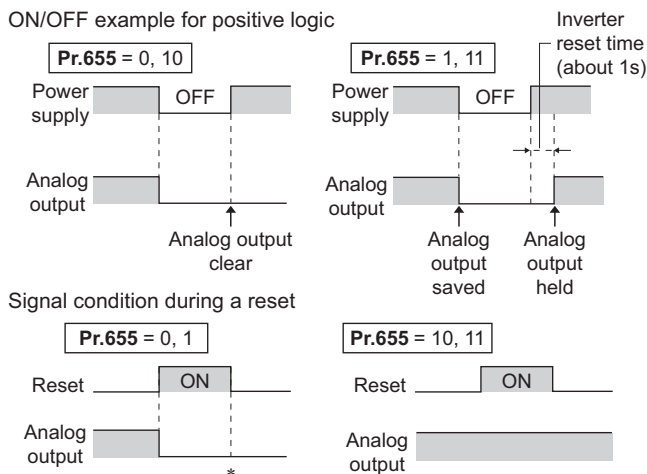 ON/OFF example for positive logic
Pr.655 = 0, 10
Power
supply
OFF
Analog
output
Analog output
clear
Pr.655 = 1, 11
Inverter
reset time
(about 1s)
Power
supply
OFF
Analog
output
Analog
output
saved
Analog
output
held
Signal condition during a reset
Pr.655 = 0, 1
Reset
ON
Analog
output
*
Pr.655 = 10, 11
Reset
ON
Analog
output